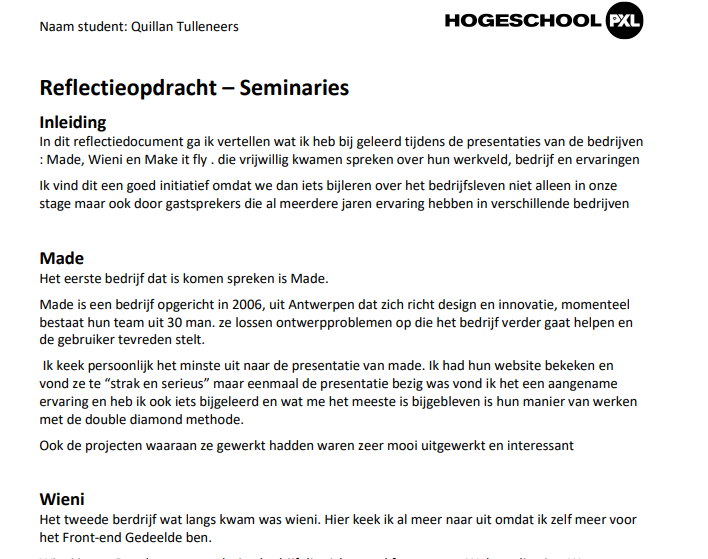 Naam student: Quillan Tulleneers
HOGESCHOOL PXL
Reflectieopdracht – Seminaries
Inleiding
In dit reflectiedocument ga ik vertellen wat ik heb bij geleerd tijdens de presentaties van de bedrijven
: Made, Wieni en Make it fly . die vrijwillig kwamen spreken over hun werkveld, bedrijf en ervaringen
Ik vind dit een goed initiatief omdat we dan iets bijleren over het bedrijfsleven niet alleen in onze
stage maar ook door gastsprekers die al meerdere jaren ervaring hebben in verschillende bedrijven
Made
Het eerste bedrijf dat is komen spreken is Made.
Made is een bedrijf opgericht in 2006, uit Antwerpen dat zich richt design en innovatie, momenteel
bestaat hun team uit 30 man. ze lossen ontwerpproblemen op die het bedrijf verder gaat helpen en
de gebruiker tevreden stelt.
Ik keek persoonlijk het minste uit naar de presentatie van made. Ik had hun website bekeken en
vond ze te “strak en serieus” maar eenmaal de presentatie bezig was vond ik het een aangename
ervaring en heb ik ook iets bijgeleerd en wat me het meeste is bijgebleven is hun manier van werken
met de double diamond methode.
Ook de projecten waaraan ze gewerkt hadden waren zeer mooi uitgewerkt en interessant
Wieni
Het tweede berdrijf wat langs kwam was wieni. Hier keek ik al meer naar uit omdat ik zelf meer voor
het Front-end Gedeelde ben.